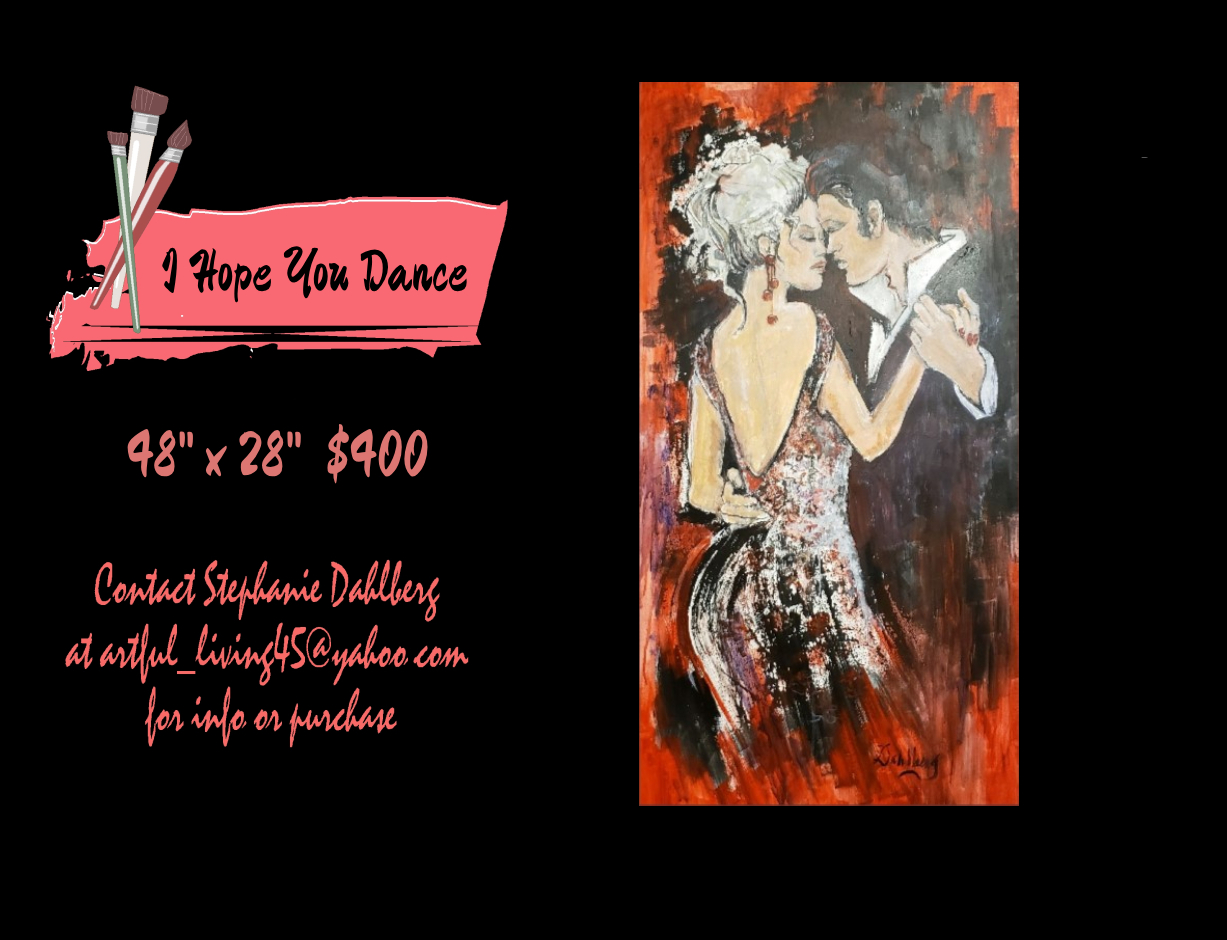 I Hope You Dance
48" x 28" $400
Contact Stephanie Dahlberg
at artful_living45@yahoo.com
for info or purchase
Dahlberg